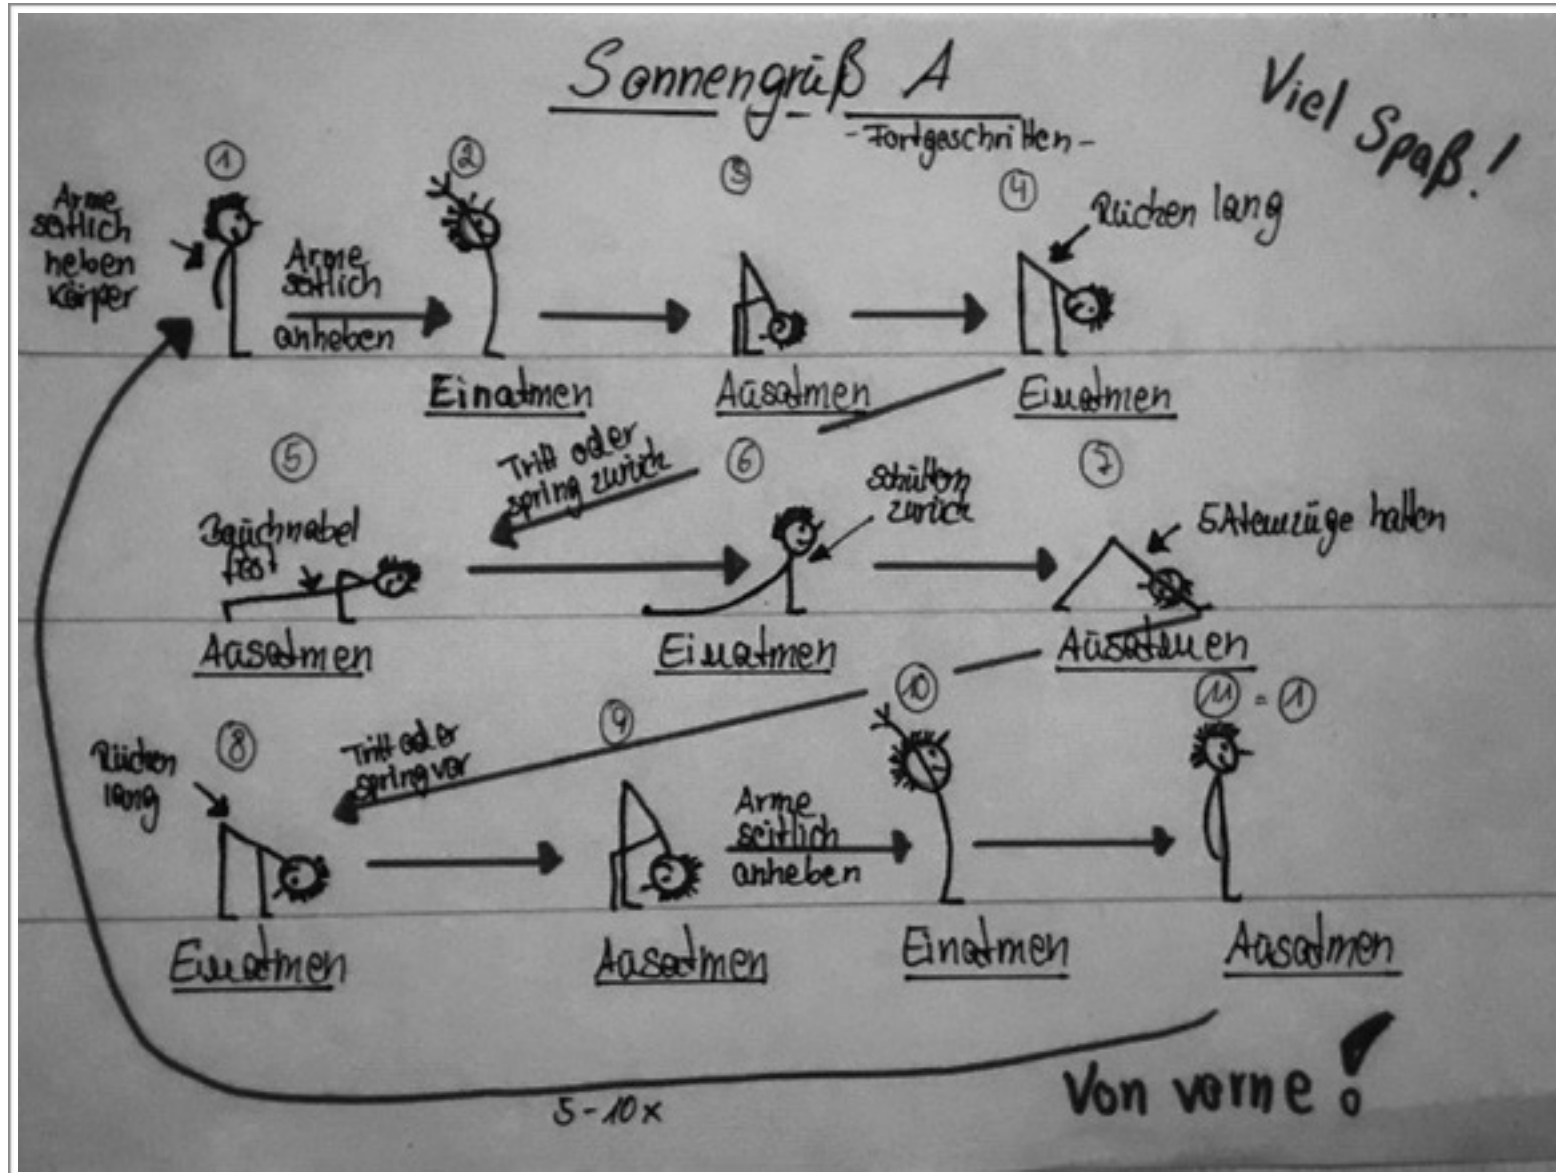 Sonnengrüß A
-Fortgeschritten-
Viel Spaß!
1
2
3
4
Arme
seitlich
neben
Körper
Arme
seitlich
anheben
Rücken lang
Einatmen
Ausatmen
Einatmen
5
Tritt oder
spring zurück
6
Schultern
zurück
7
5 Atemzüge halten
Bauchnabel
fest
Ausatmen
Einatmen
Ausatmen
8
Rücken
lang
Tritt oder
spring vor
9
10
11 = 1
Arme
seitlich
anheben
Einatmen
Ausatmen
Einatmen
Ausatmen
5-10x
Von vorne!